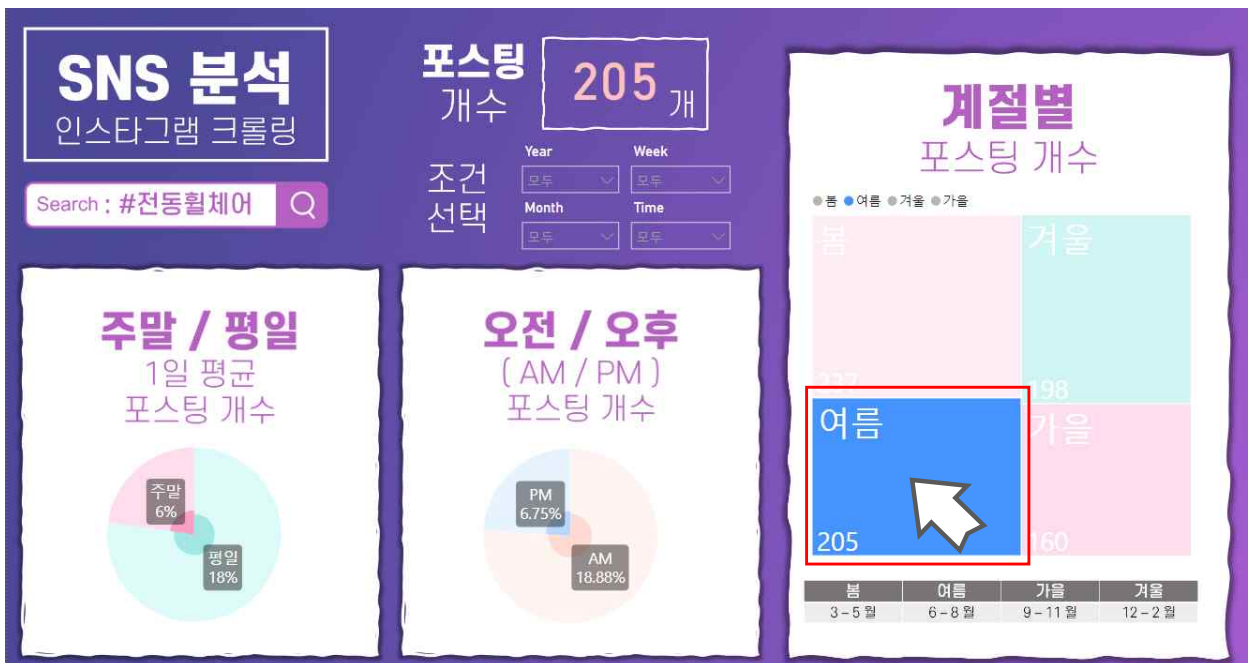 SNS 분석
인스타그램 크롤링
Search : #전동휠체어
포스팅
개수
205 개
조건
선택
Year
Week
모두
모두
Month
Time
모두
모두
주말 / 평일
1일 평균
포스팅 개수
주말
6%
평일
18%
오전 / 오후
( AM / PM )
포스팅 개수
PM
6.75%
AM
18.88%
계절별
포스팅 개수
봄 여름 겨울 가을
봄
겨울
198
여름
205
가을
160
봄 여름 가을 겨울
3-5월 6-8월 9-11월 12-2월